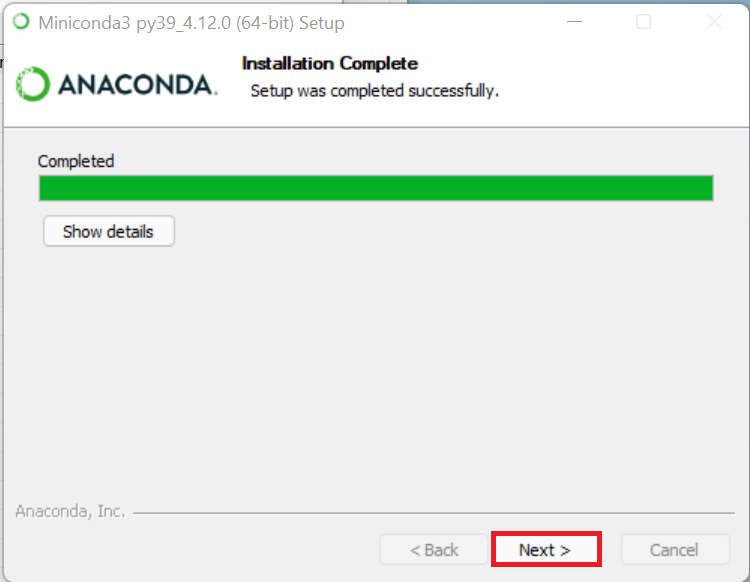 Miniconda3 py39_4.12.0 (64-bit) Setup
ANACONDA.
Installation Complete
Setup was completed successfully.
Completed
Show details
Anaconda, Inc.
< Back
Next >
Cancel